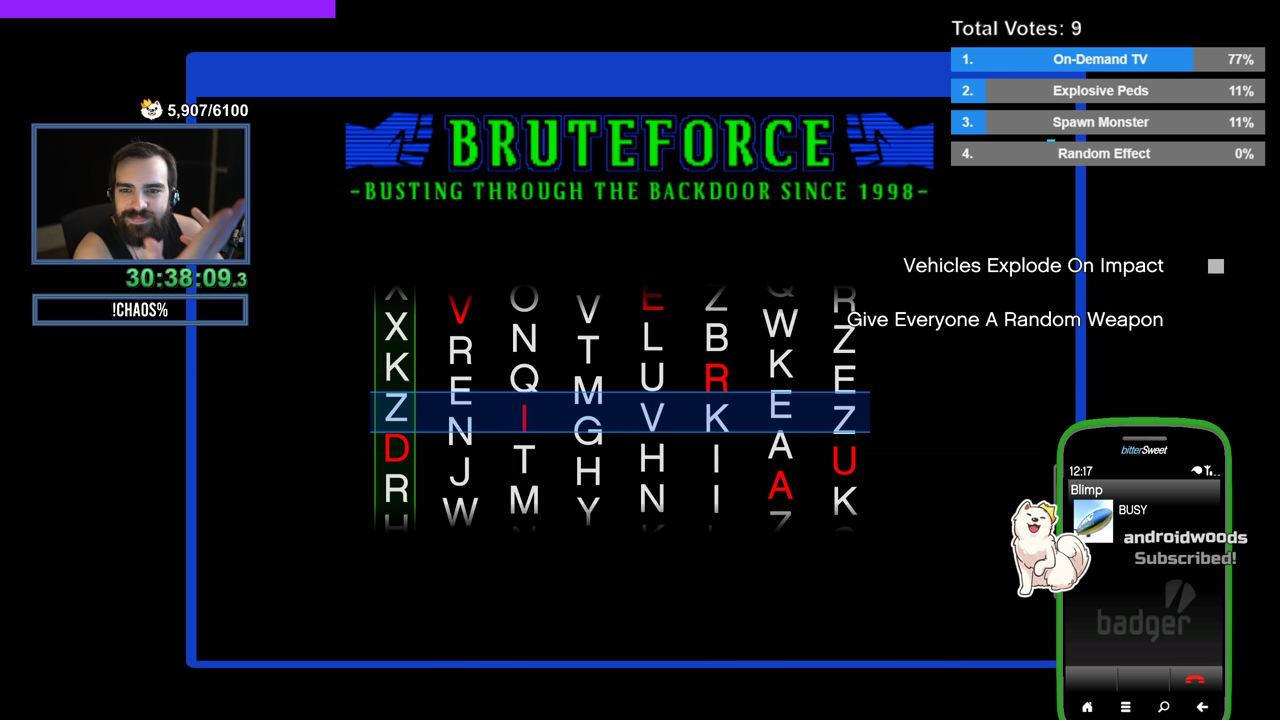 Total Votes: 9
1. On-Demand TV 77%
2. Explosive Peds 11%
3. Spawn Monster 11%
4. Random Effect 0%
5,907/6100
BRUTEFORCE
-BUSTING THROUGH THE BACKDOOR SINCE 1998-
30:38:09.3
!CHAOS%
Vehicles Explode On Impact
Give Everyone A Random Weapon
X V O V E Z Q R
X R N T L B W Z
K E Q M U R K E
Z N I G V K E Z
D J T H H I A U
R W M Y N I A K
bitterSweet
12:17
Blimp
BUSY
androidwoods
Subscribed!
badger